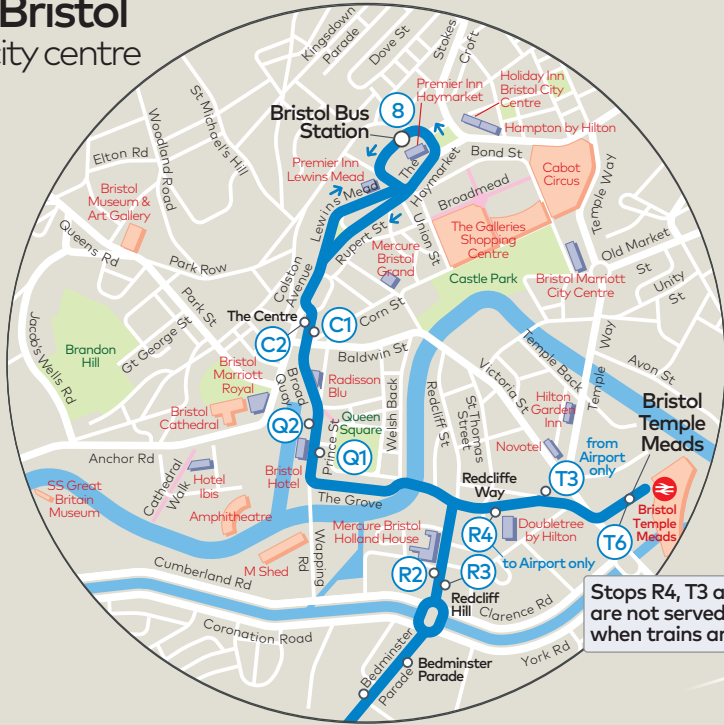 Bristol
city centre
Kingsdown
Parade
Dove St
Stokes
Croft
St Michael's Hill
Woodland Road
Elton Rd
Premier Inn
Haymarket
Holiday Inn
Bristol City
Centre
8
Bristol Bus
Station
Hampton by Hilton
Bond St
Temple Way
Cabot
Circus
Premier Inn
Lewins Mead
The
Haymarket
Broadmead
Bristol
Museum &
Art Gallery
Lewins Mead
Rupert St
Union St
The Galleries
Shopping
Centre
Queens Rd
Park Row
Mercure
Bristol
Grand
Old Market
St
Colston
Avenue
Castle Park
Bristol Marriott
City Centre
Unity
St
Park St
The Centre
C1
Corn St
C2
Jacob's Wells Rd
Brandon
Hill
Gt George St
Baldwin St
Victoria St
Temple Back
Temple Way
Avon St
Bristol
Marriott
Royal
Broad
Quay
Radisson
Blu
Welsh Back
Redcliff St
St Thomas
Street
Hilton
Garden
Inn
Bristol
Temple
Meads
Bristol
Cathedral
Q2
Prince St
Queen
Square
Q1
Novotel
from
Airport
only
Anchor Rd
Cathedral
Walk
Hotel
Ibis
Bristol
Hotel
Redcliffe
Way
T3
SS Great
Britain
Museum
Amphitheatre
The Grove
Bristol
Temple
Meads
Mercure Bristol
Holland House
R4
Doubletree
by Hilton
T6
M Shed
Wapping
Rd
to Airport only
Cumberland Rd
R2
R3
Redcliff
Hill
Clarence Rd
Stops R4, T3 a
are not served
when trains ar
Coronation Road
York Rd
Bedminster
Parade
Bedminster
Parade